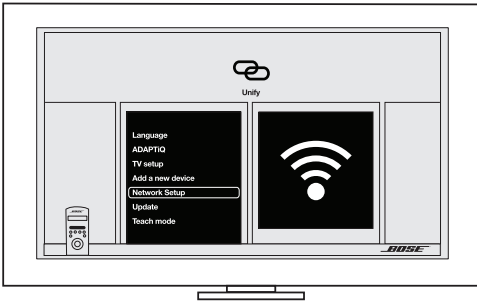 Unify
Language
ADAPTiQ
TV setup
Add a new device
Network Setup
Update
Teach mode
BOSE